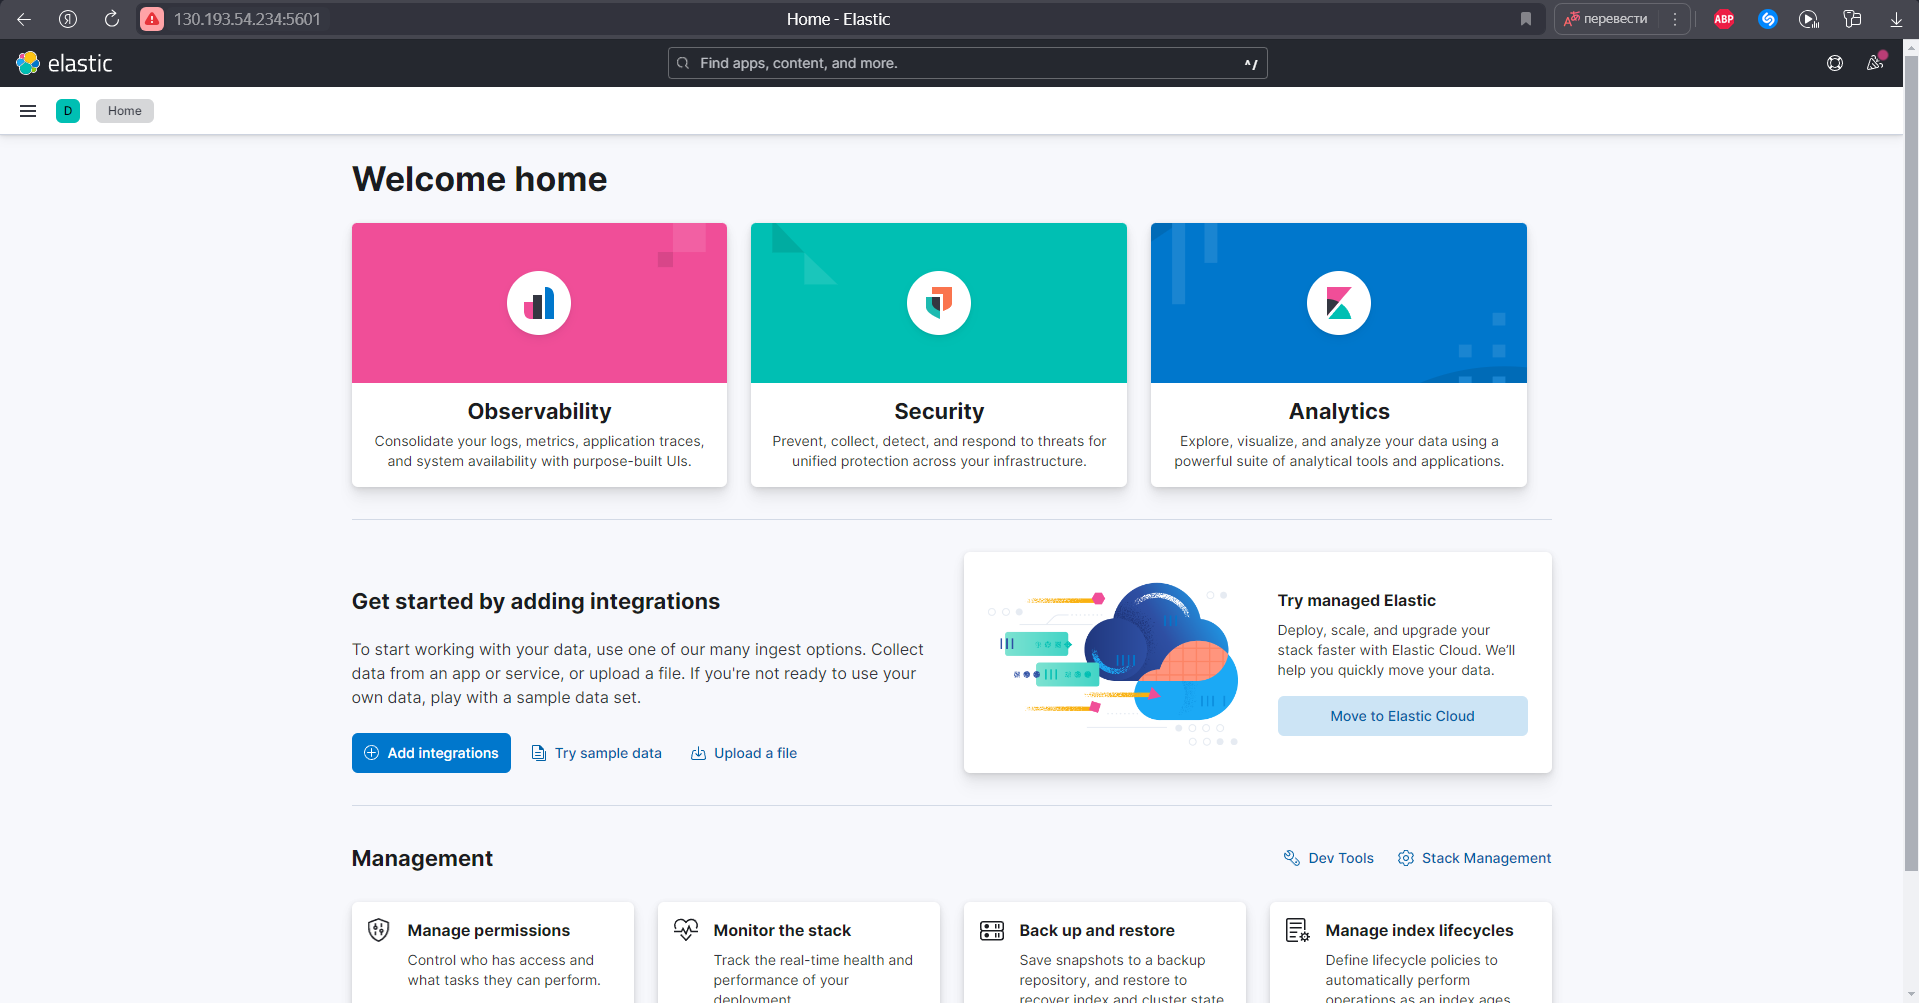 130.193.54.234:5601
Home - Elastic
перевести
ABP
elastic
Find apps, content, and more.
^/
D
Home
Welcome home
Observability
Consolidate your logs, metrics, application traces,
and system availability with purpose-built UIs.
Security
Prevent, collect, detect, and respond to threats for
unified protection across your infrastructure.
Analytics
Explore, visualize, and analyze your data using a
powerful suite of analytical tools and applications.
Get started by adding integrations
To start working with your data, use one of our many ingest options. Collect
data from an app or service, or upload a file. If you're not ready to use your
own data, play with a sample data set.
Add integrations
Try sample data
Upload a file
Try managed Elastic
Deploy, scale, and upgrade your
stack faster with Elastic Cloud. We'll
help you quickly move your data.
Move to Elastic Cloud
Management
Dev Tools
Stack Management
Manage permissions
Control who has access and
what tasks they can perform.
Monitor the stack
Track the real-time health and
performance of your
deployment.
Back up and restore
Save snapshots to a backup
repository, and restore to
recover index and cluster state.
Manage index lifecycles
Define lifecycle policies to
automatically perform
operations as an index ages.